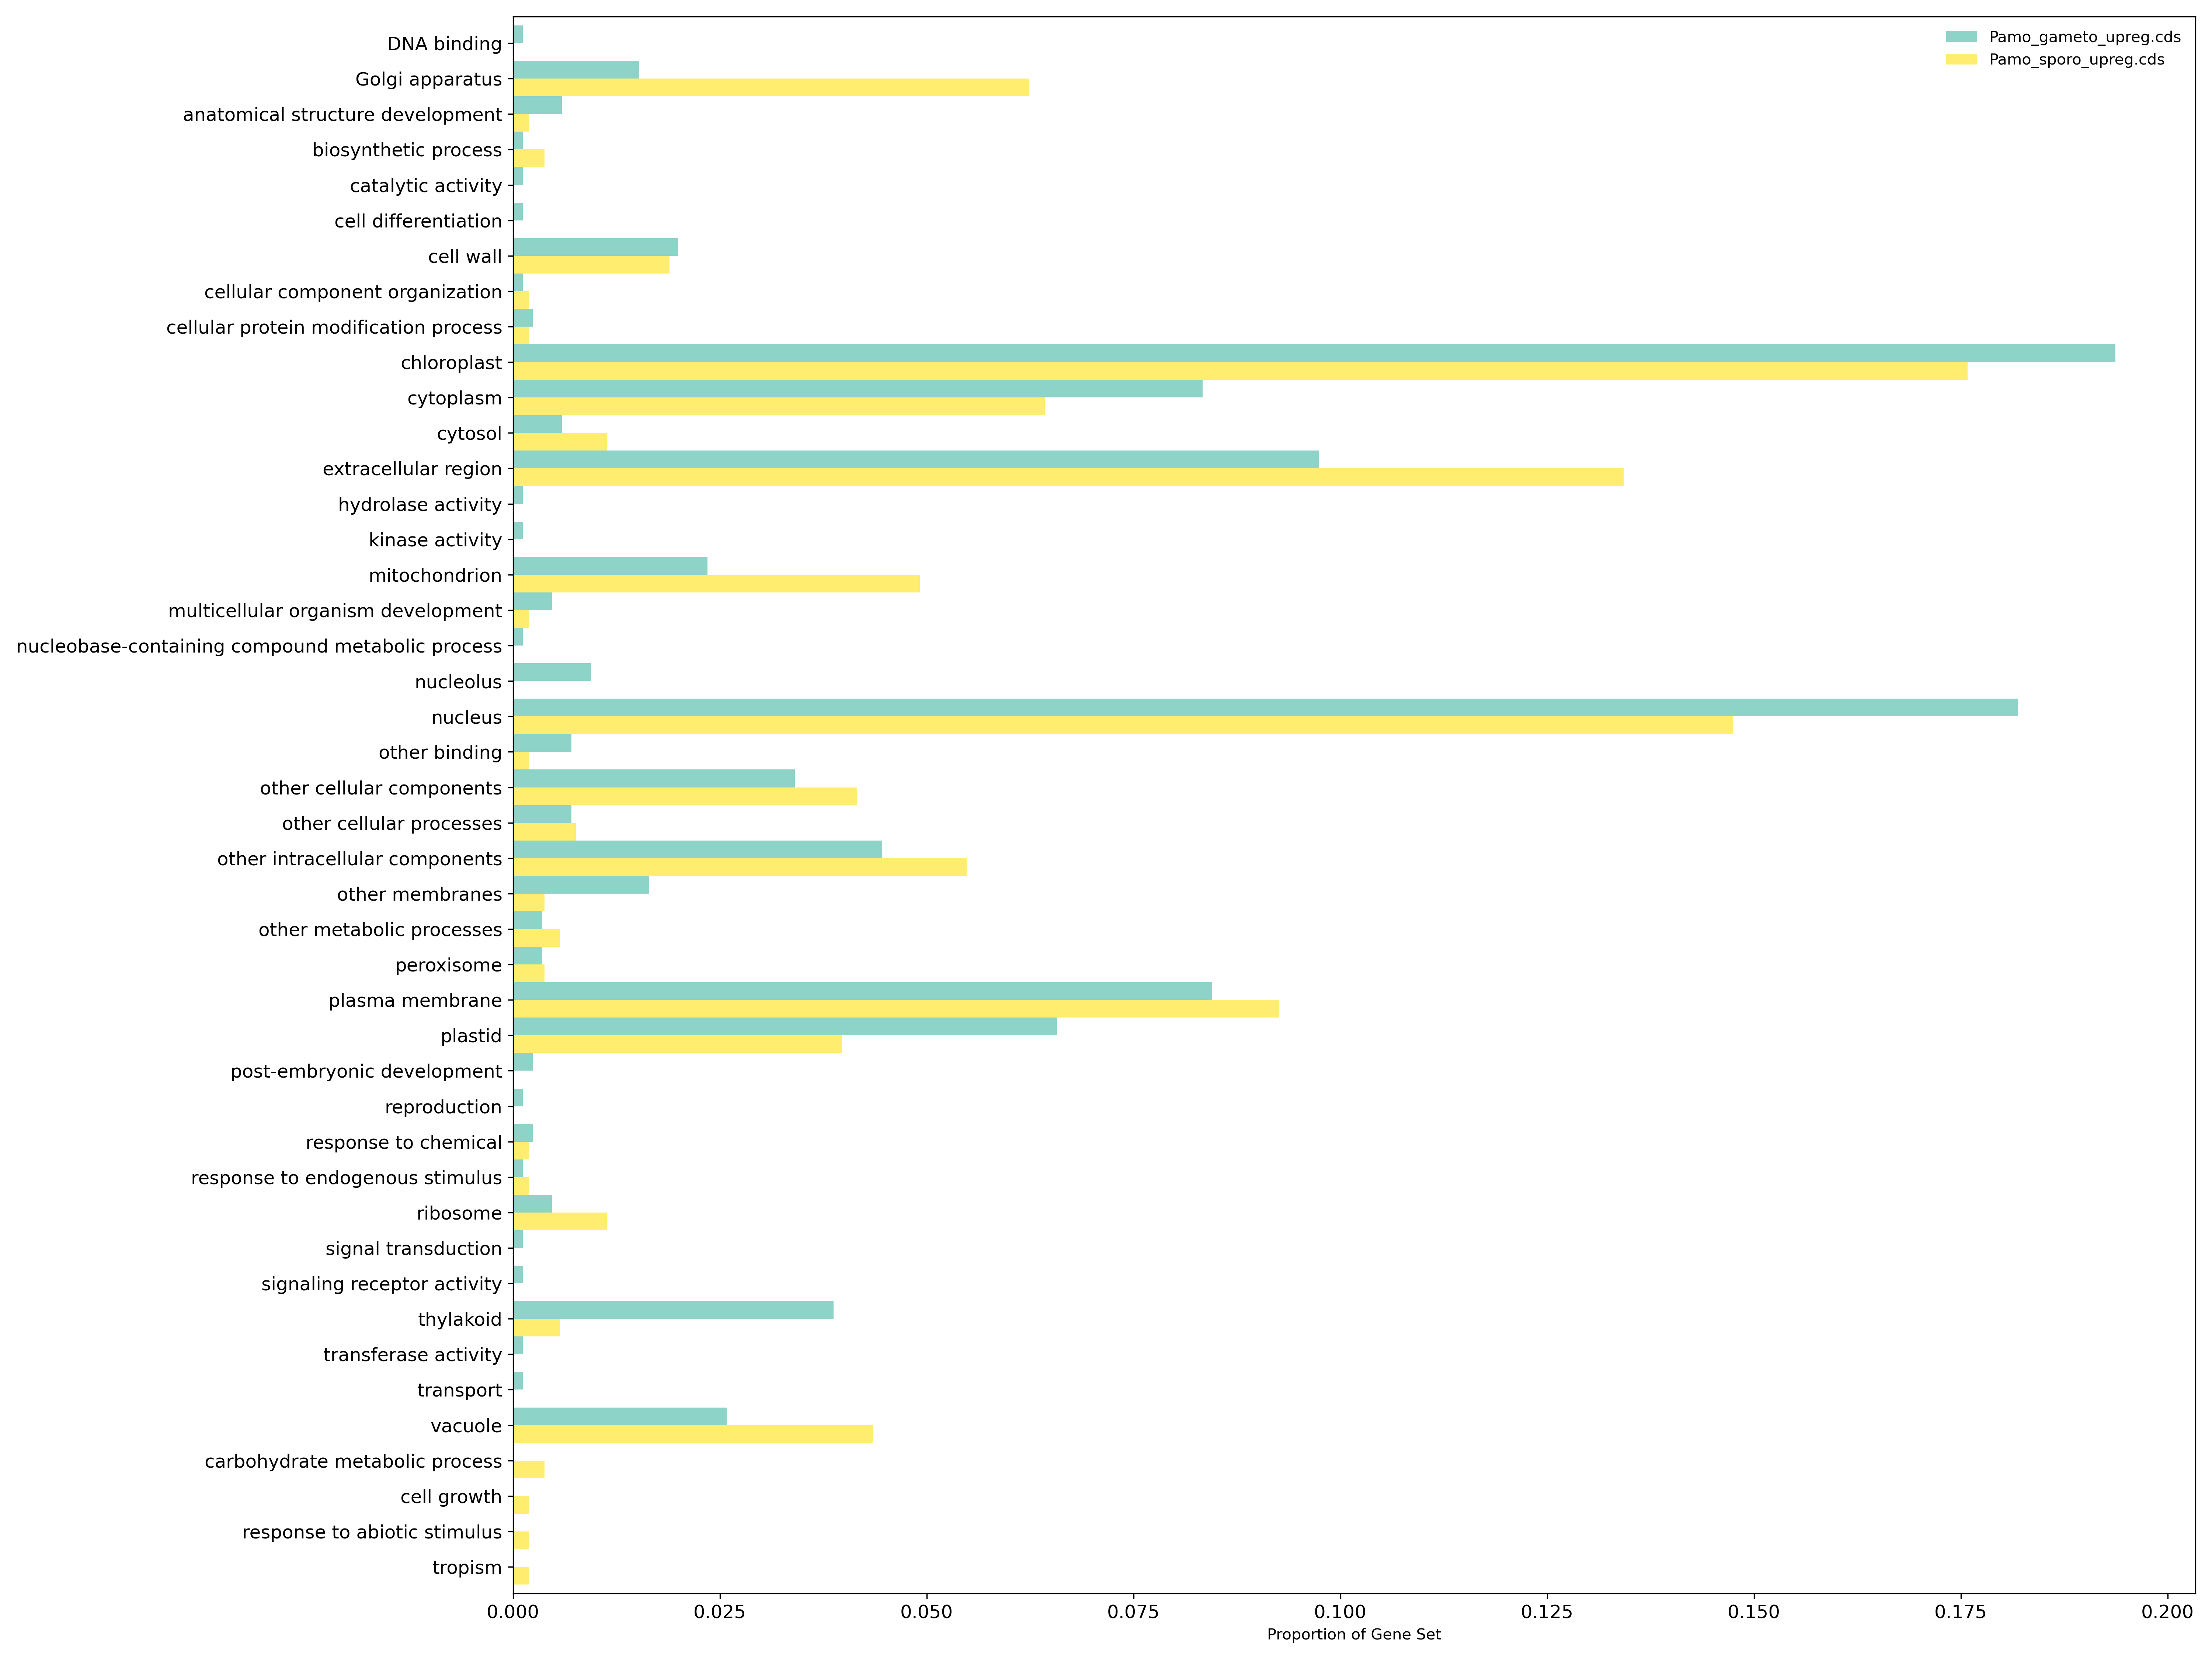 Pamo_gameto_upreg.cds
Pamo_sporo_upreg.cds
DNA binding
Golgi apparatus
anatomical structure development
biosynthetic process
catalytic activity
cell differentiation
cell wall
cellular component organization
cellular protein modification process
chloroplast
cytoplasm
cytosol
extracellular region
hydrolase activity
kinase activity
mitochondrion
multicellular organism development
nucleobase-containing compound metabolic process
nucleolus
nucleus
other binding
other cellular components
other cellular processes
other intracellular components
other membranes
other metabolic processes
peroxisome
plasma membrane
plastid
post-embryonic development
reproduction
response to chemical
response to endogenous stimulus
ribosome
signal transduction
signaling receptor activity
thylakoid
transferase activity
transport
vacuole
carbohydrate metabolic process
cell growth
response to abiotic stimulus
tropism
0.000 0.025 0.050 0.075 0.100 0.125 0.150 0.175 0.200
Proportion of Gene Set